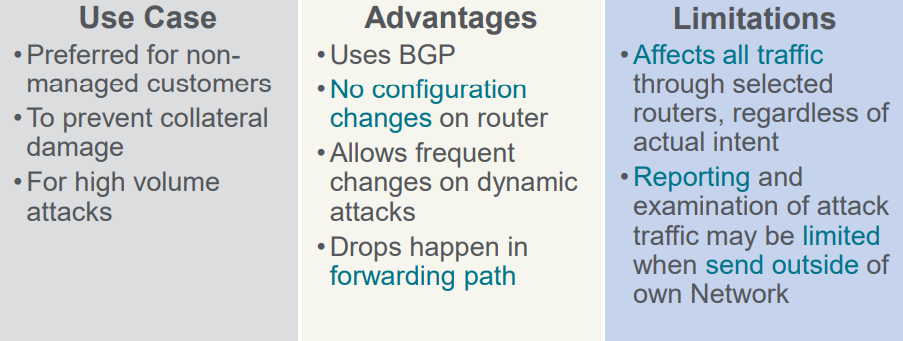 Use Case
• Preferred for non-
managed customers
• To prevent collateral
damage
• For high volume
attacks
Advantages
• Uses BGP
• No configuration
changes on router
• Allows frequent
changes on dynamic
attacks
• Drops happen in
forwarding path
Limitations
• Affects all traffic
through selected
routers, regardless of
actual intent
• Reporting and
examination of attack
traffic may be limited
when send outside of
own Network